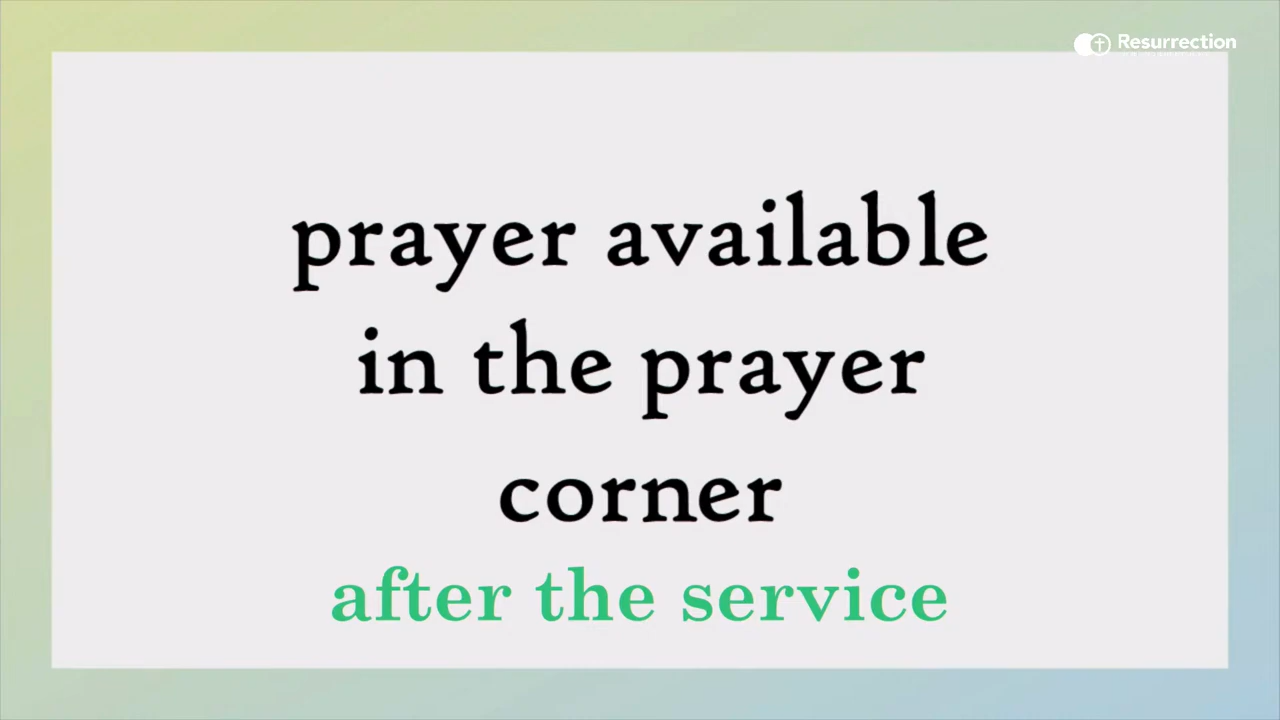 Resurrection
prayer available
in the prayer
corner
after the service